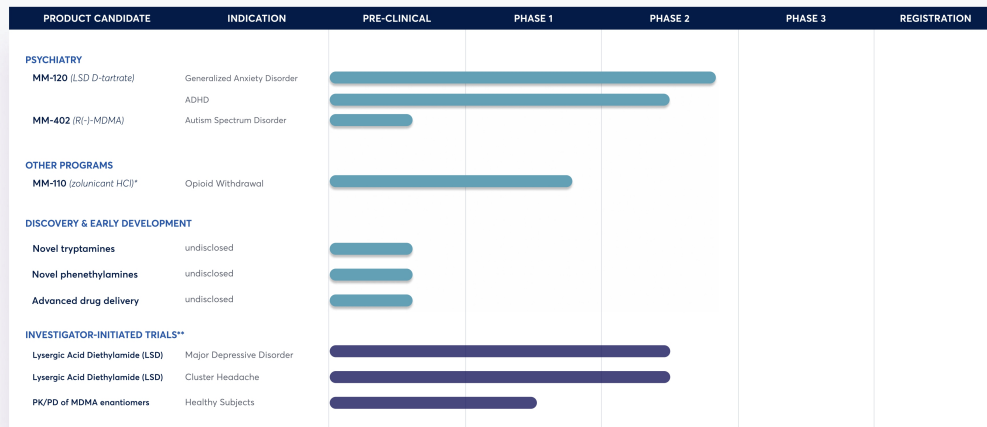 PRODUCT CANDIDATE INDICATION PRE-CLINICAL PHASE 1 PHASE 2 PHASE 3 REGISTRATION
PSYCHIATRY
MM-120 (LSD D-tartrate) Generalized Anxiety Disorder
ADHD
MM-402 (R(-)-MDMA) Autism Spectrum Disorder
OTHER PROGRAMS
MM-110 (zolunicant HCl)* Opioid Withdrawal
DISCOVERY & EARLY DEVELOPMENT
Novel tryptamines undisclosed
Novel phenethylamines undisclosed
Advanced drug delivery undisclosed
INVESTIGATOR-INITIATED TRIALS**
Lysergic Acid Diethylamide (LSD) Major Depressive Disorder
Lysergic Acid Diethylamide (LSD) Cluster Headache
PK/PD of MDMA enantiomers Healthy Subjects